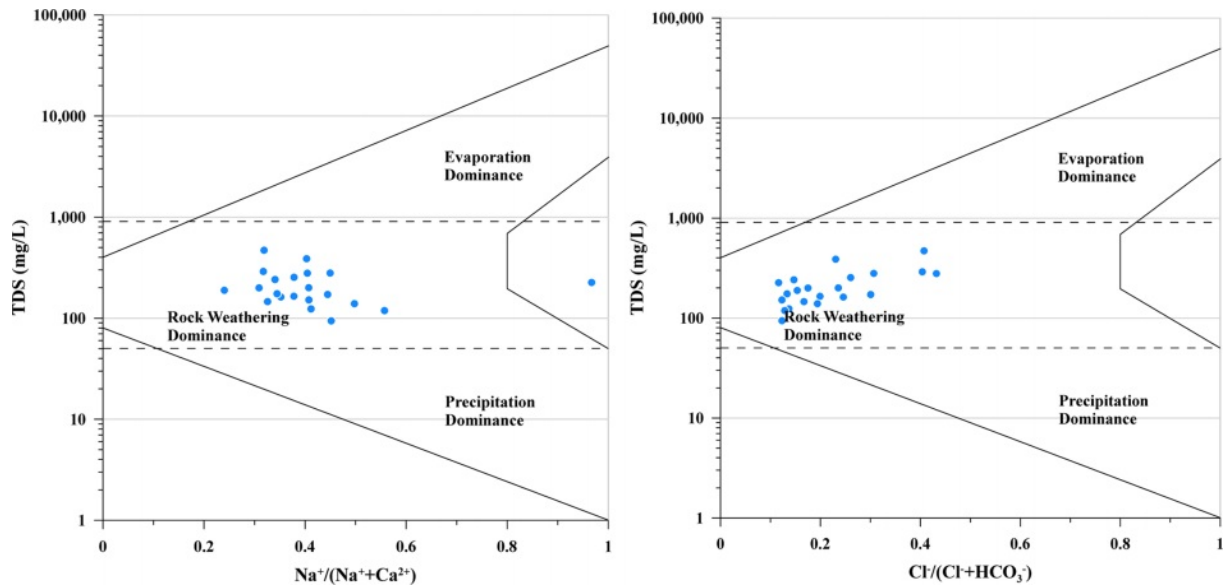 100,000
10,000
1,000
100
10
1
TDS (mg/L)
Evaporation
Dominance
Rock Weathering
Dominance
Precipitation
Dominance
0
0.2
0.4
0.6
0.8
1
Na⁺/(Na⁺+Ca²⁺)
100,000
10,000
1,000
100
10
1
TDS (mg/L)
Evaporation
Dominance
Rock Weathering
Dominance
Precipitation
Dominance
0
0.2
0.4
0.6
0.8
1
Cl⁻/(Cl⁻+HCO₃⁻)